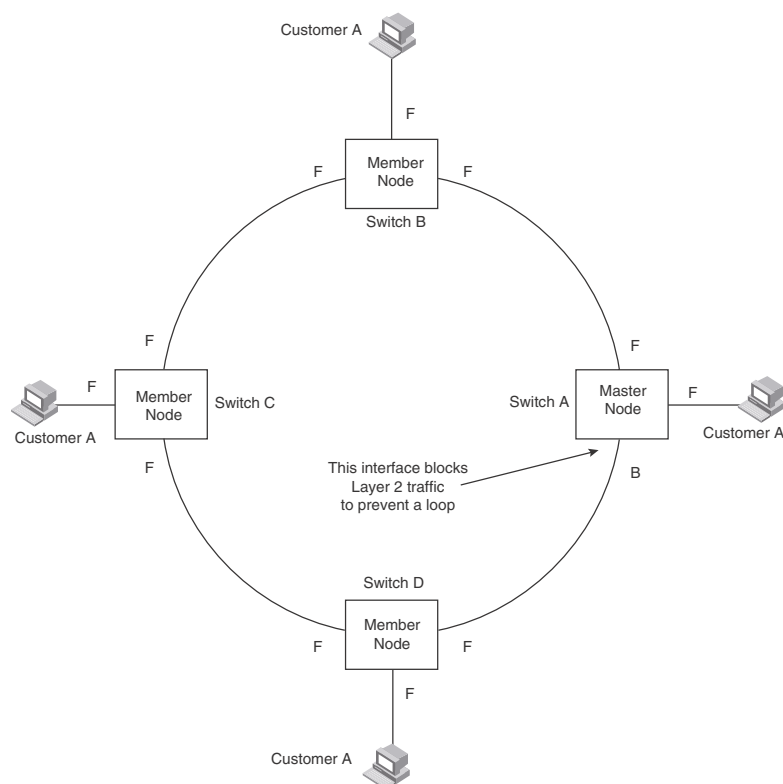 Customer A
F
Member
Node
F
F
Switch B
F
F
F
Member
Node
Switch C
Customer A
F
Switch A
Master
Node
F
Customer A
This interface blocks
Layer 2 traffic
to prevent a loop
B
Switch D
Member
Node
F
F
F
Customer A